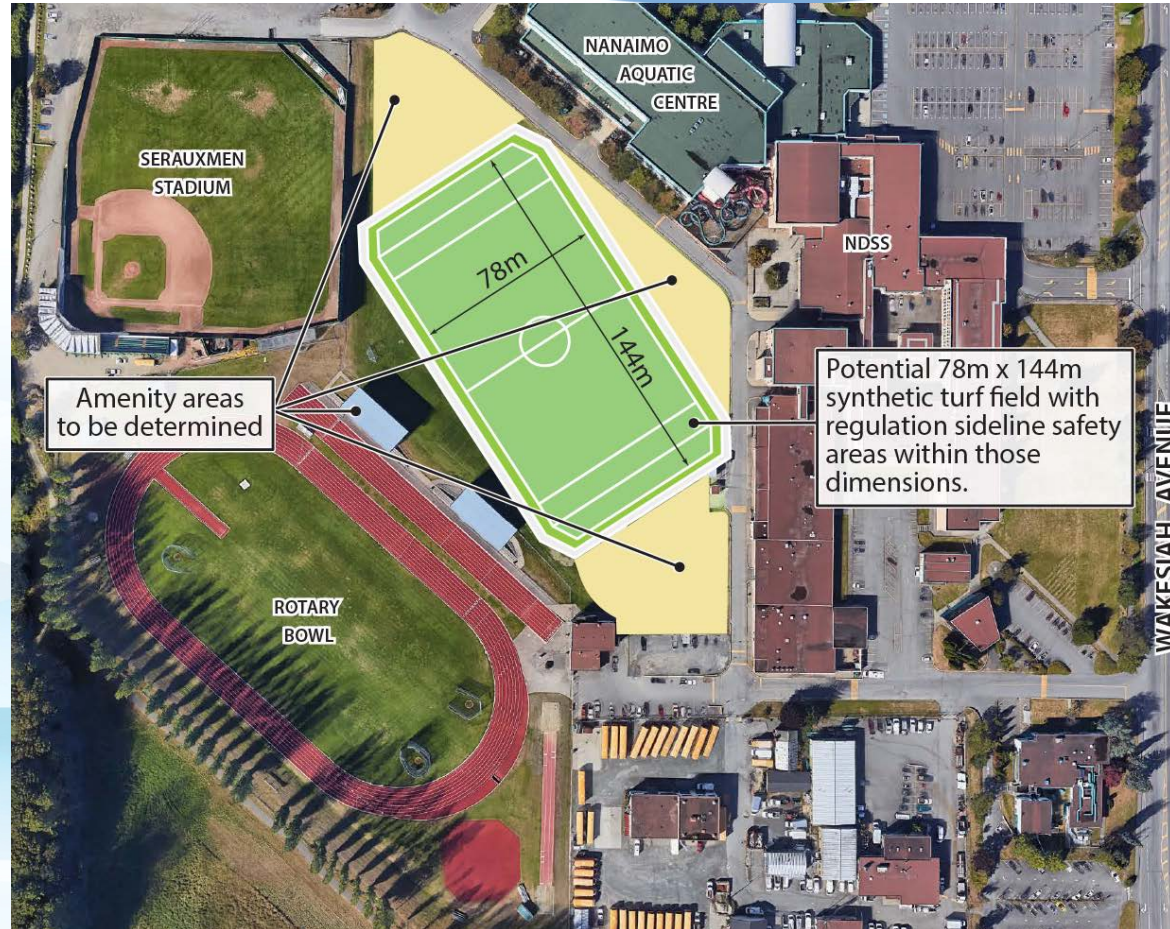 NANAIMO
AQUATIC
CENTRE
SERAUXMEN
STADIUM
NDSS
78m
144m
Amenity areas
to be determined
Potential 78m x 144m
synthetic turf field with
regulation sideline safety
areas within those
dimensions.
WAKESIAH AVENUE
ROTARY
BOWL